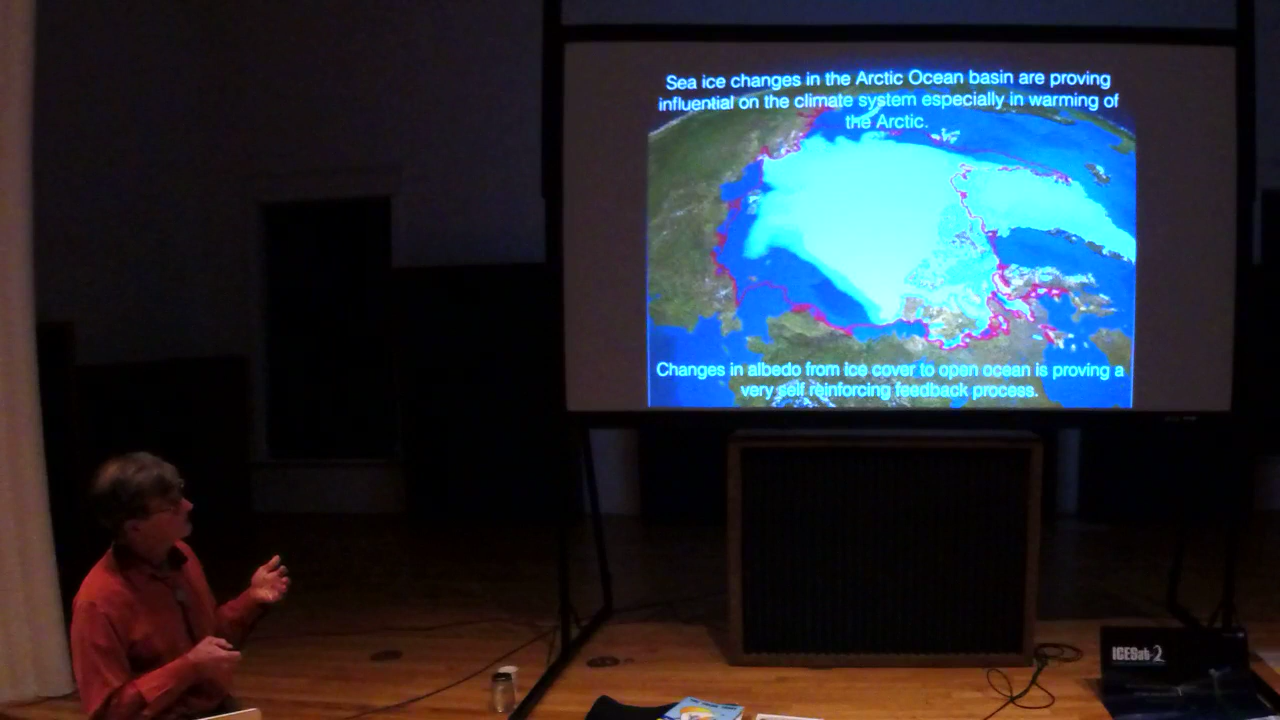 Sea ice changes in the Arctic Ocean basin are proving
influential on the climate system especially in warming of
the Arctic.
Changes in albedo from ice cover to open ocean is proving a
very self reinforcing feedback process.
ICESat-2